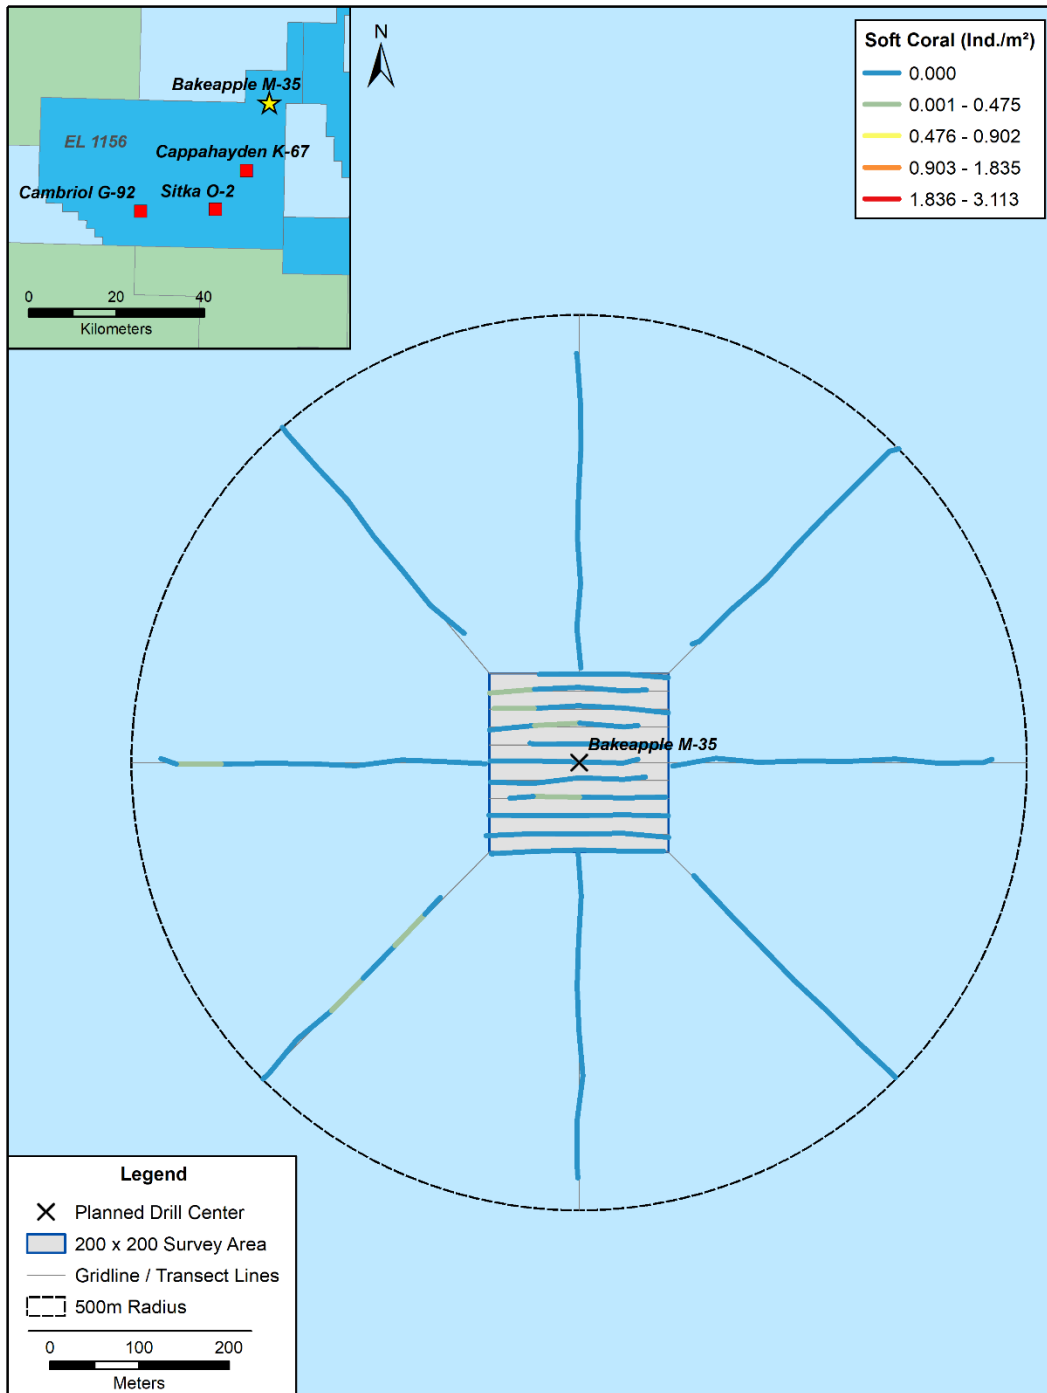 Bakeapple M-35
EL 1156
Cappahayden K-67
Cambriol G-92
Sitka O-2
0 20 40
Kilometers
N
Soft Coral (Ind./m²)
0.000
0.001 - 0.475
0.476 - 0.902
0.903 - 1.835
1.836 - 3.113
Bakeapple M-35
Legend
Planned Drill Center
200 x 200 Survey Area
Gridline / Transect Lines
500m Radius
0 100 200
Meters